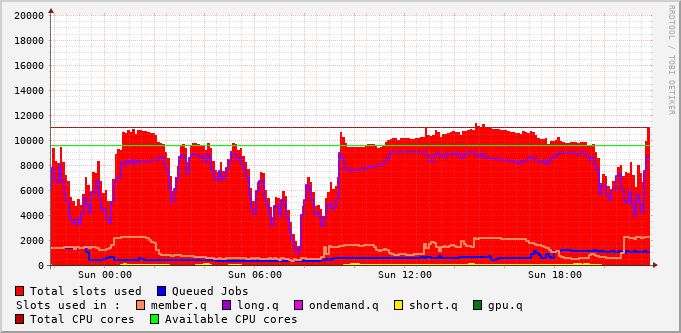 20000
18000
16000
14000
12000
10000
8000
6000
4000
2000
0
Sun 00:00 Sun 06:00 Sun 12:00 Sun 18:00
RRDTOOL / TOBI OETIKER
Total slots used Queued Jobs
Slots used in : member.q long.q ondemand.q short.q gpu.q
Total CPU cores Available CPU cores